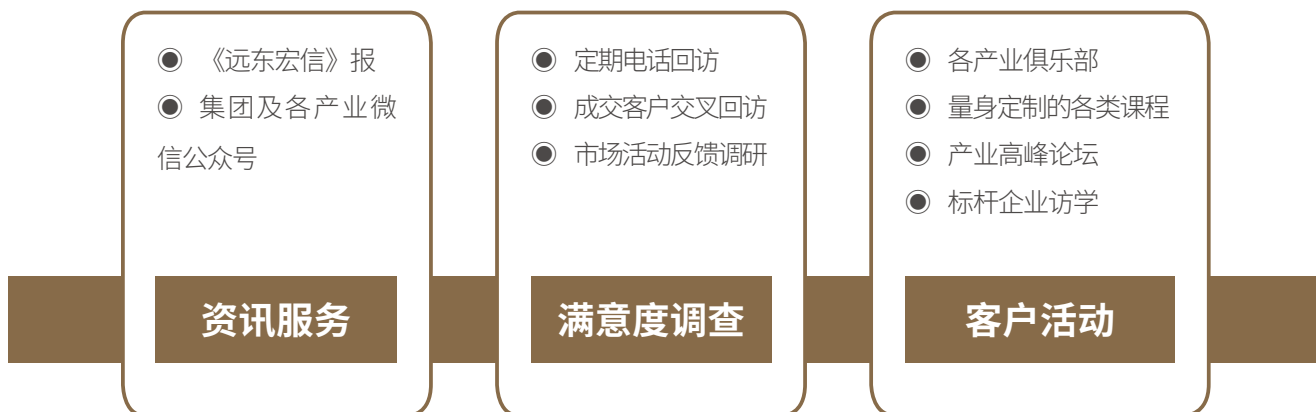 《远东宏信》报
集团及各产业微
信公众号
资讯服务
定期电话回访
成交客户交叉回访
市场活动反馈调研
满意度调查
各产业俱乐部
量身定制的各类课程
产业高峰论坛
标杆企业访学
客户活动